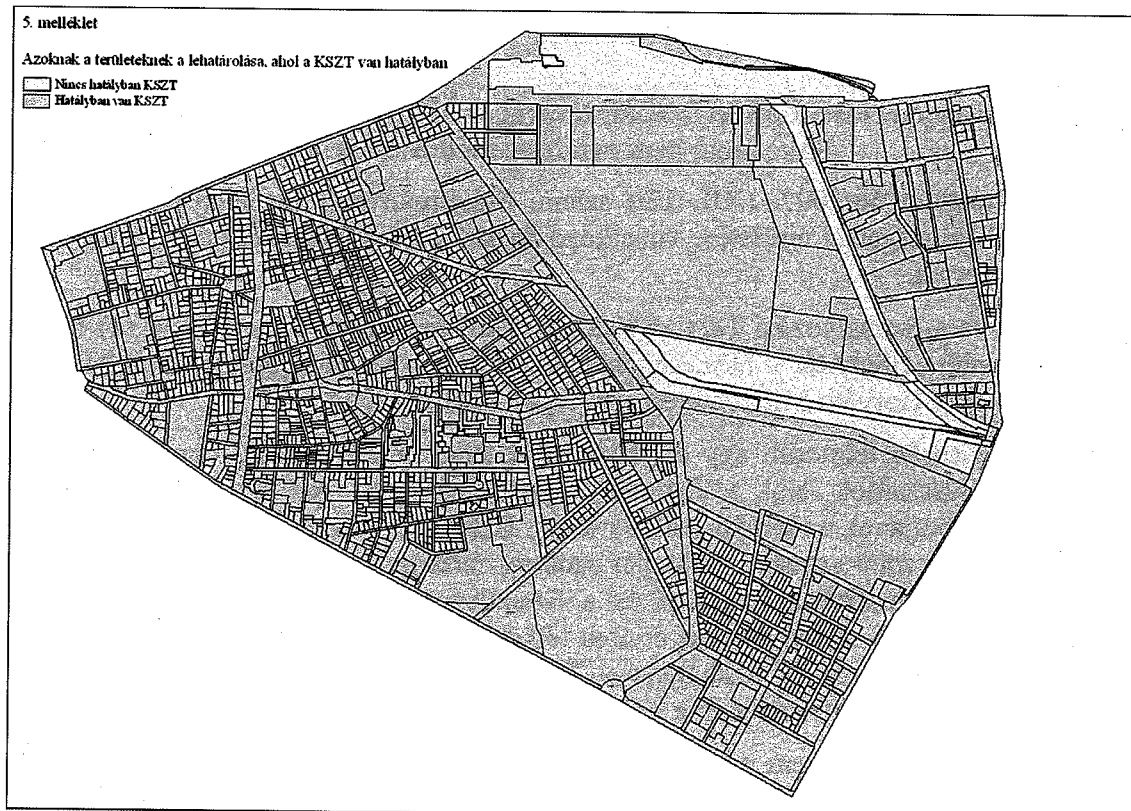 5. melléklet
Azoknak a területeknek a lehatárolása, ahol a KSZT van hatályban
Nincs hatályban KSZT
Hatályban van KSZT